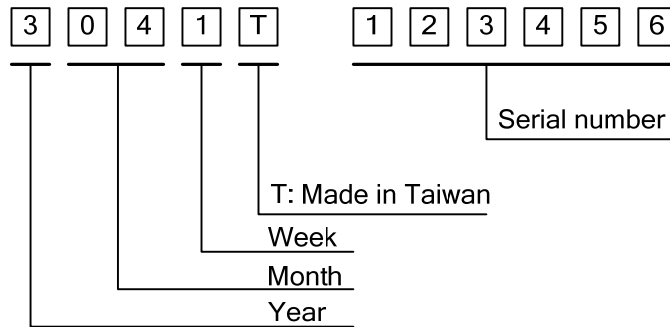 3 0 4 1 T 1 2 3 4 5 6
Serial number
T: Made in Taiwan
Week
Month
Year